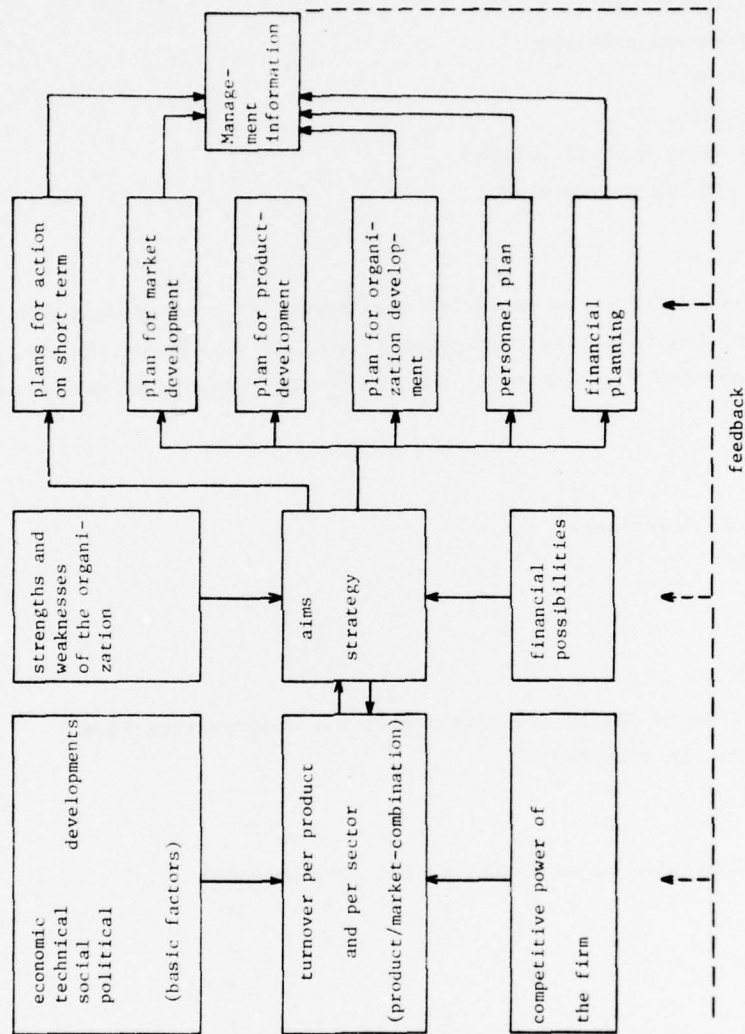 economic
technical developments
social
political
(basic factors)
turnover per product
and per sector
(product/market-combination)
competitive power of
the firm
strengths and
weaknesses
of the organi-
zation
aims
strategy
financial
possibilities
plans for action
on short term
plan for market
development
plan for product-
development
plan for organi-
zation develop-
ment
personnel plan
financial
planning
Manage-
ment
information
feedback